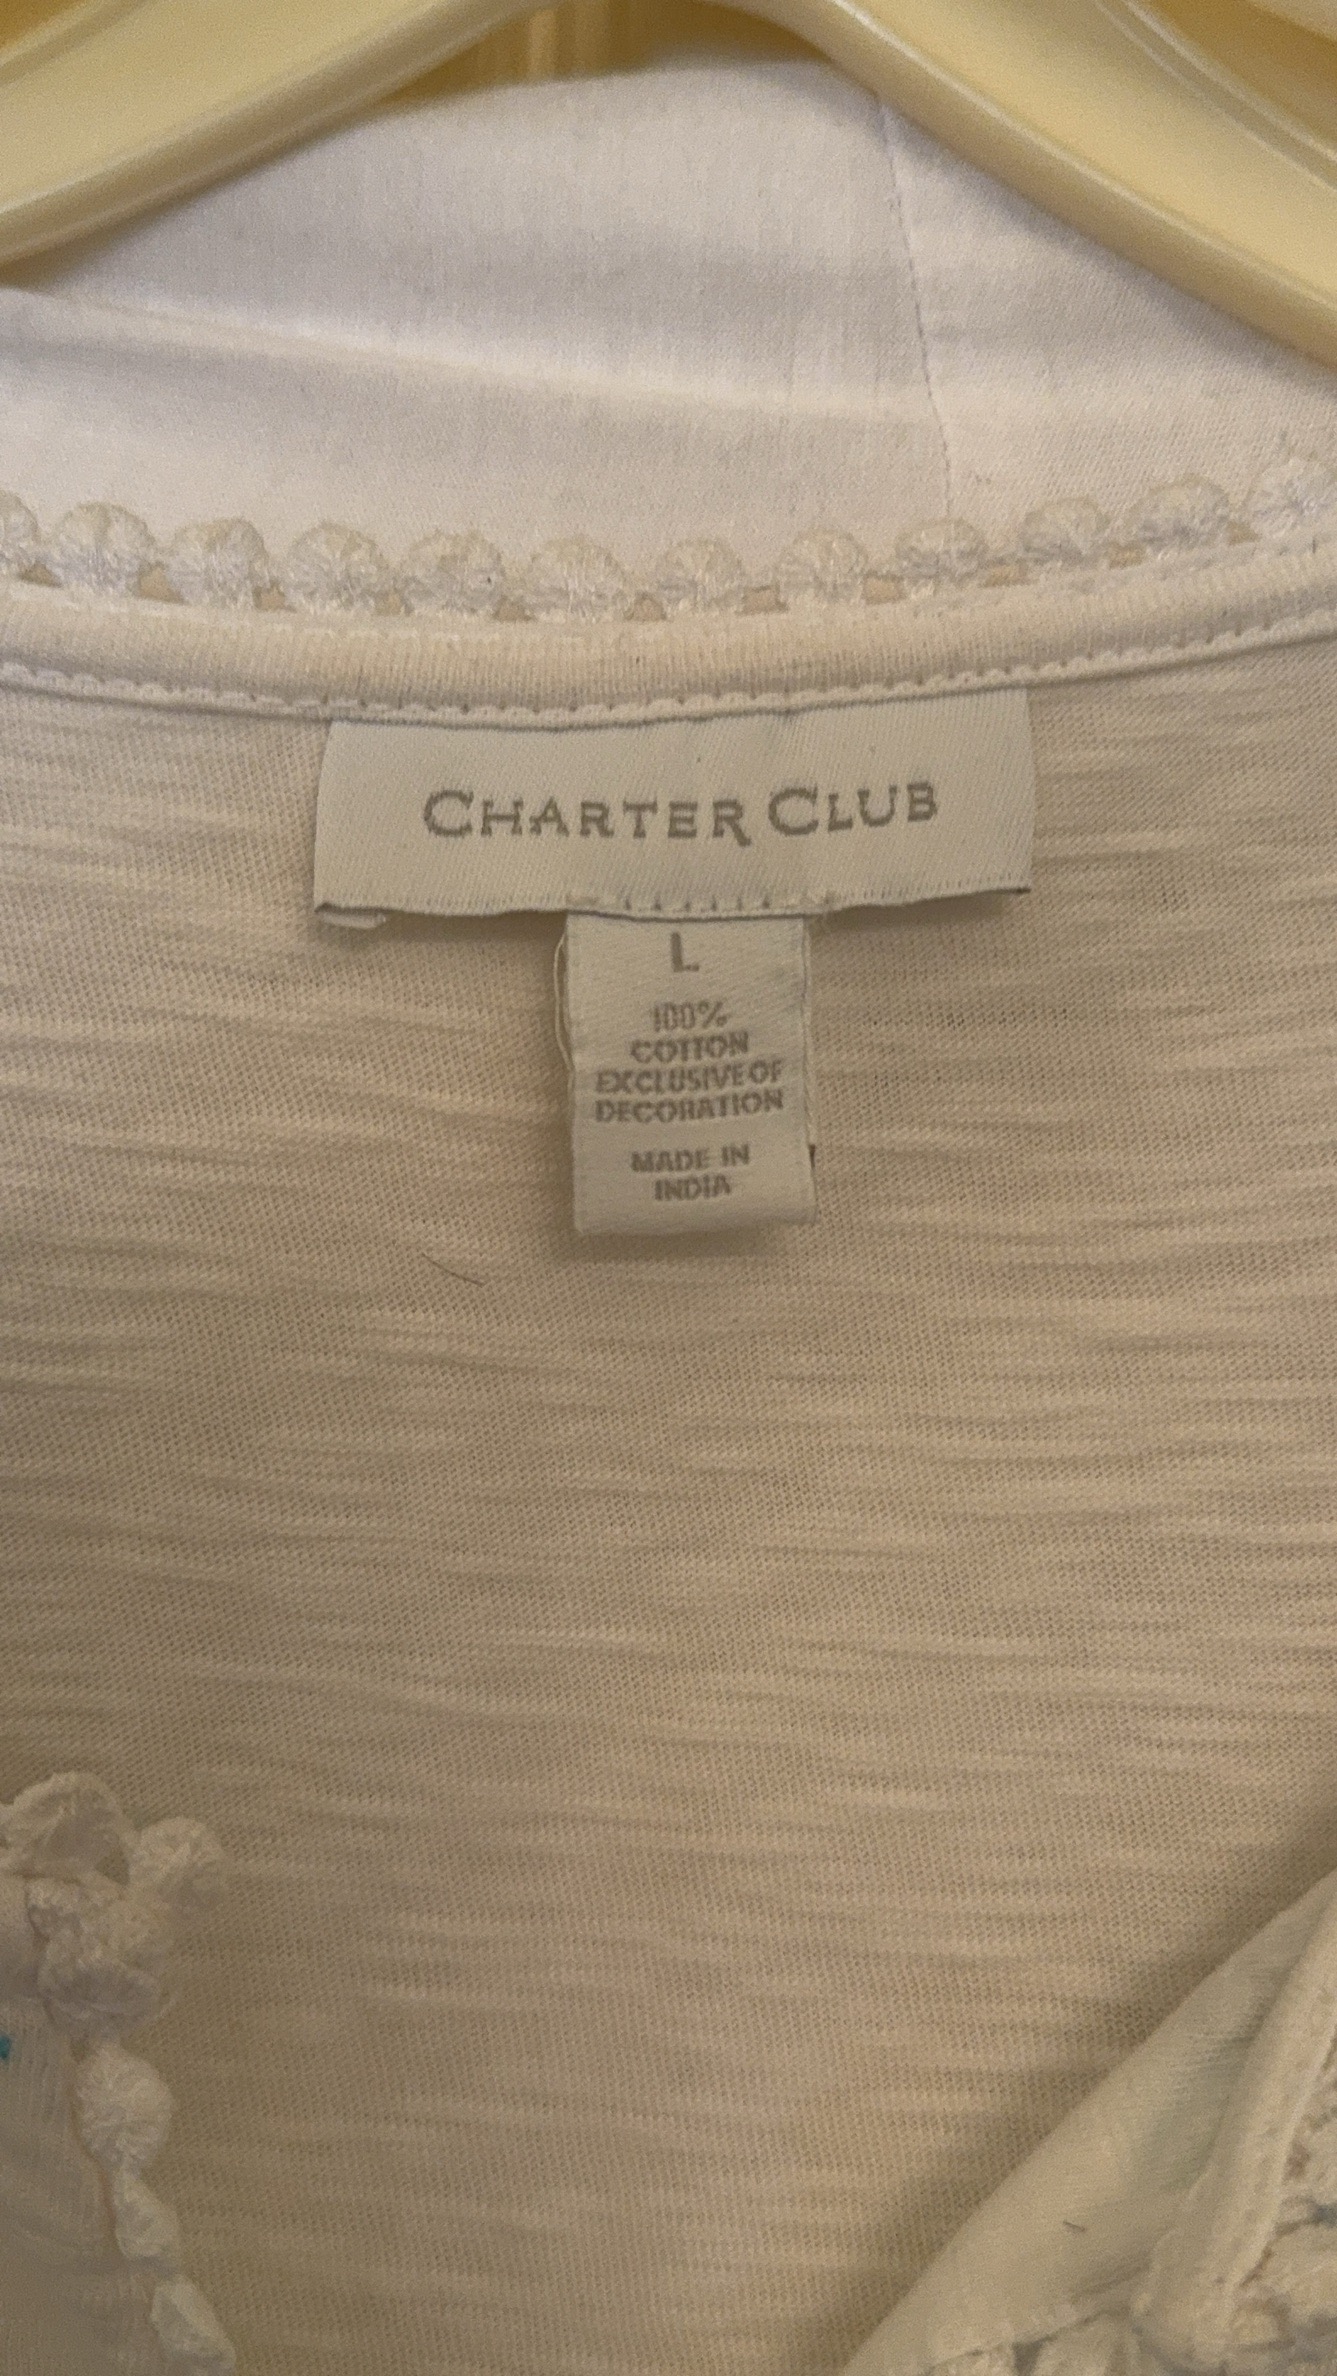 CHARTER CLUB
L
100%
COTTON
EXCLUSIVE OF
DECORATION
MADE IN
INDIA